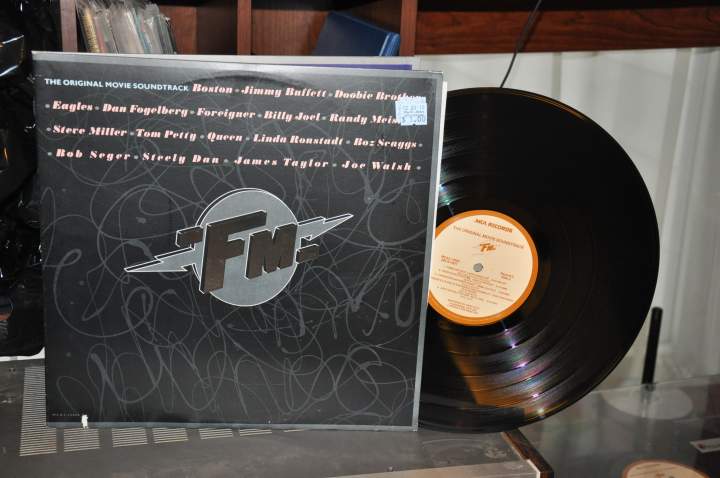 THE ORIGINAL MOVIE SOUNDTRACK Boston • Jimmy Buffett • Doobie Brothers
• Eagles • Dan Fogelberg • Foreigner • Billy Joel • Randy Meis
• Steve Miller • Tom Petty • Queen • Linda Ronstadt • Boz Scaggs •
• Bob Seger • Steely Dan • James Taylor • Joe Walsh •
"FM"
MCA RECORDS
THE ORIGINAL MOVIE SOUNDTRACK
"FM"